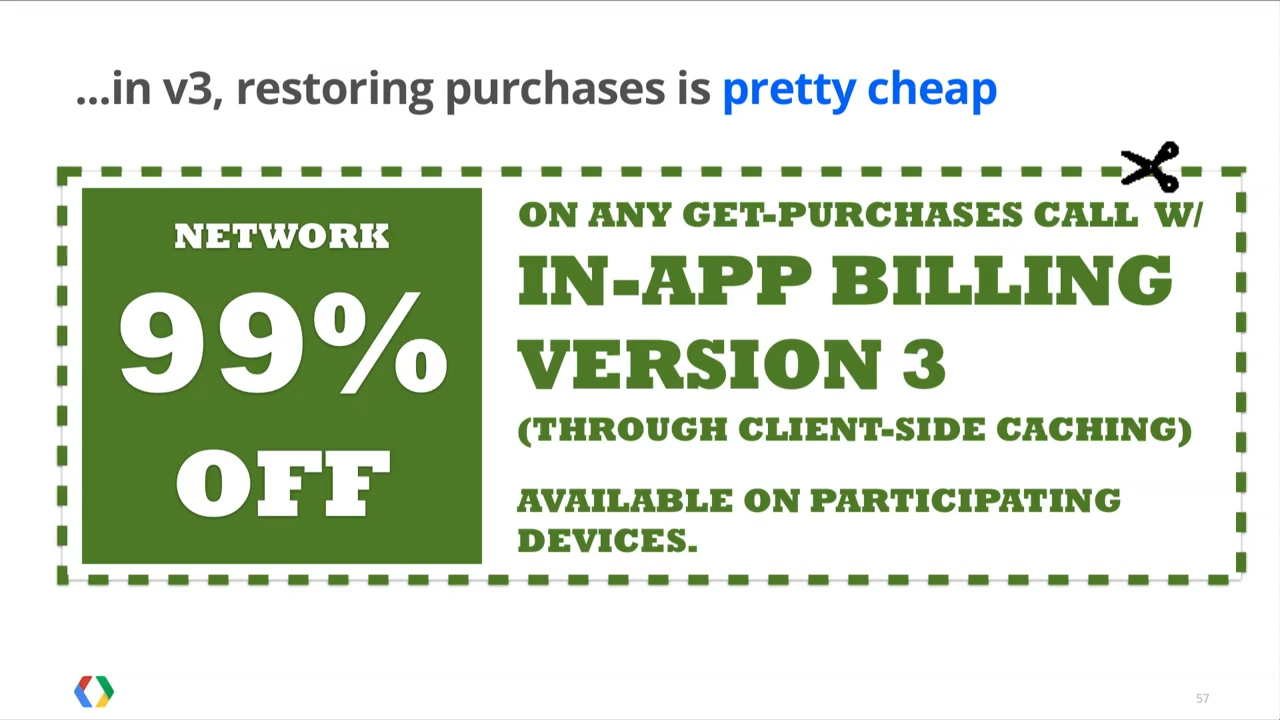 ...in v3, restoring purchases is pretty cheap
NETWORK
99%
OFF
ON ANY GET-PURCHASES CALL W/
IN-APP BILLING
VERSION 3
(THROUGH CLIENT-SIDE CACHING)
AVAILABLE ON PARTICIPATING
DEVICES.
57